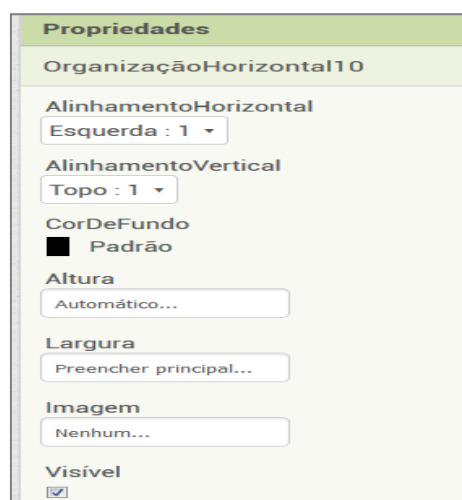 Propriedades
OrganizaçãoHorizontal10
AlinhamentoHorizontal
Esquerda : 1
AlinhamentoVertical
Topo : 1
CorDeFundo
Padrão
Altura
Automático...
Largura
Preencher principal...
Imagem
Nenhum...
Visível